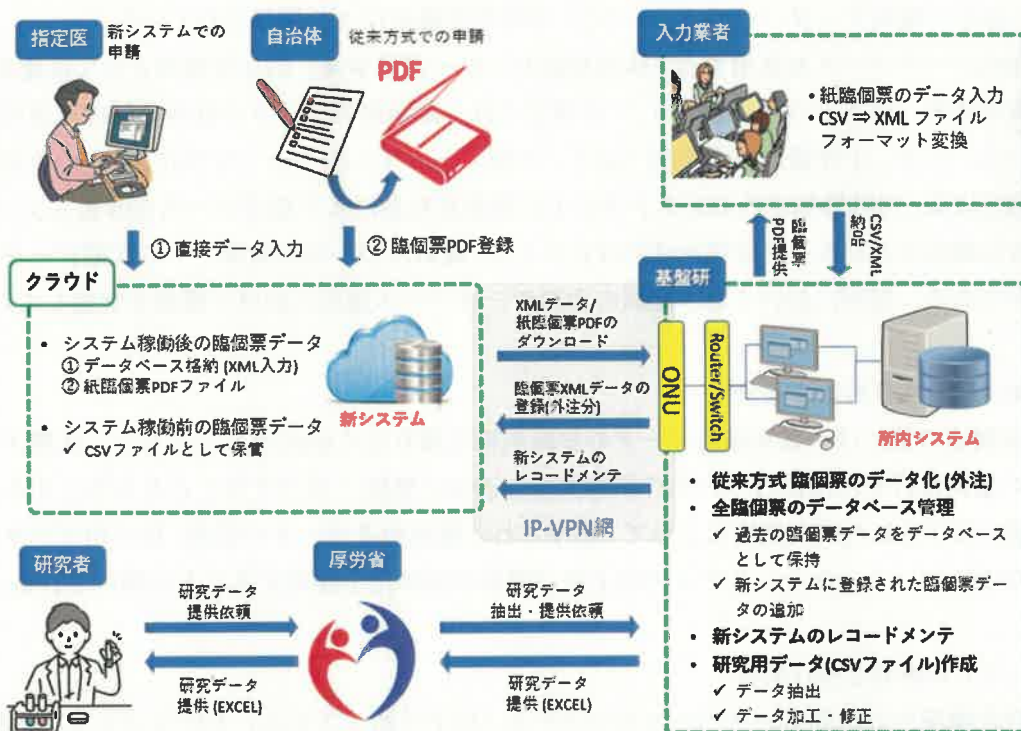 指定医
新システムでの
申請
自治体
従来方式での申請
PDF
入力業者
• 紙臨個票のデータ入力
• CSV ⇒ XML ファイル
フォーマット変換
① 直接データ入力
② 臨個票PDF登録
臨個票
PDF提供
CSV/XML
納品
クラウド
• システム稼働後の臨個票データ
① データベース格納 (XML入力)
② 紙臨個票PDFファイル
• システム稼働前の臨個票データ
✓ CSVファイルとして保管
新システム
XMLデータ/
紙臨個票PDFの
ダウンロード
臨個票XMLデータの
登録(外注分)
新システムの
レコードメンテ
IP-VPN網
基盤研
ONU
Router/Switch
所内システム
• 従来方式 臨個票のデータ化 (外注)
• 全臨個票のデータベース管理
✓ 過去の臨個票データをデータベース
として保持
✓ 新システムに登録された臨個票デー
タの追加
• 新システムのレコードメンテ
• 研究用データ(CSVファイル)作成
✓ データ抽出
✓ データ加工・修正
研究者
研究データ
提供依頼
研究データ
提供 (EXCEL)
厚労省
研究データ
抽出・提供依頼
研究データ
提供 (EXCEL)